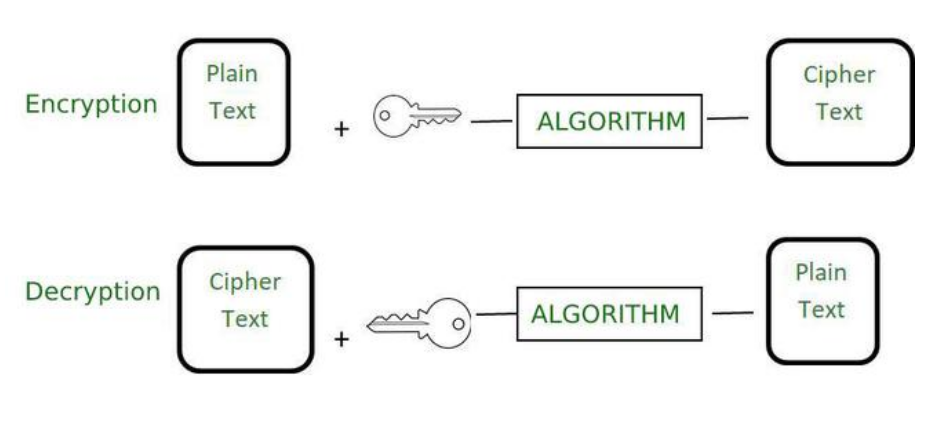 Encryption
Plain
Text
+
ALGORITHM
Cipher
Text
Decryption
Cipher
Text
+
ALGORITHM
Plain
Text